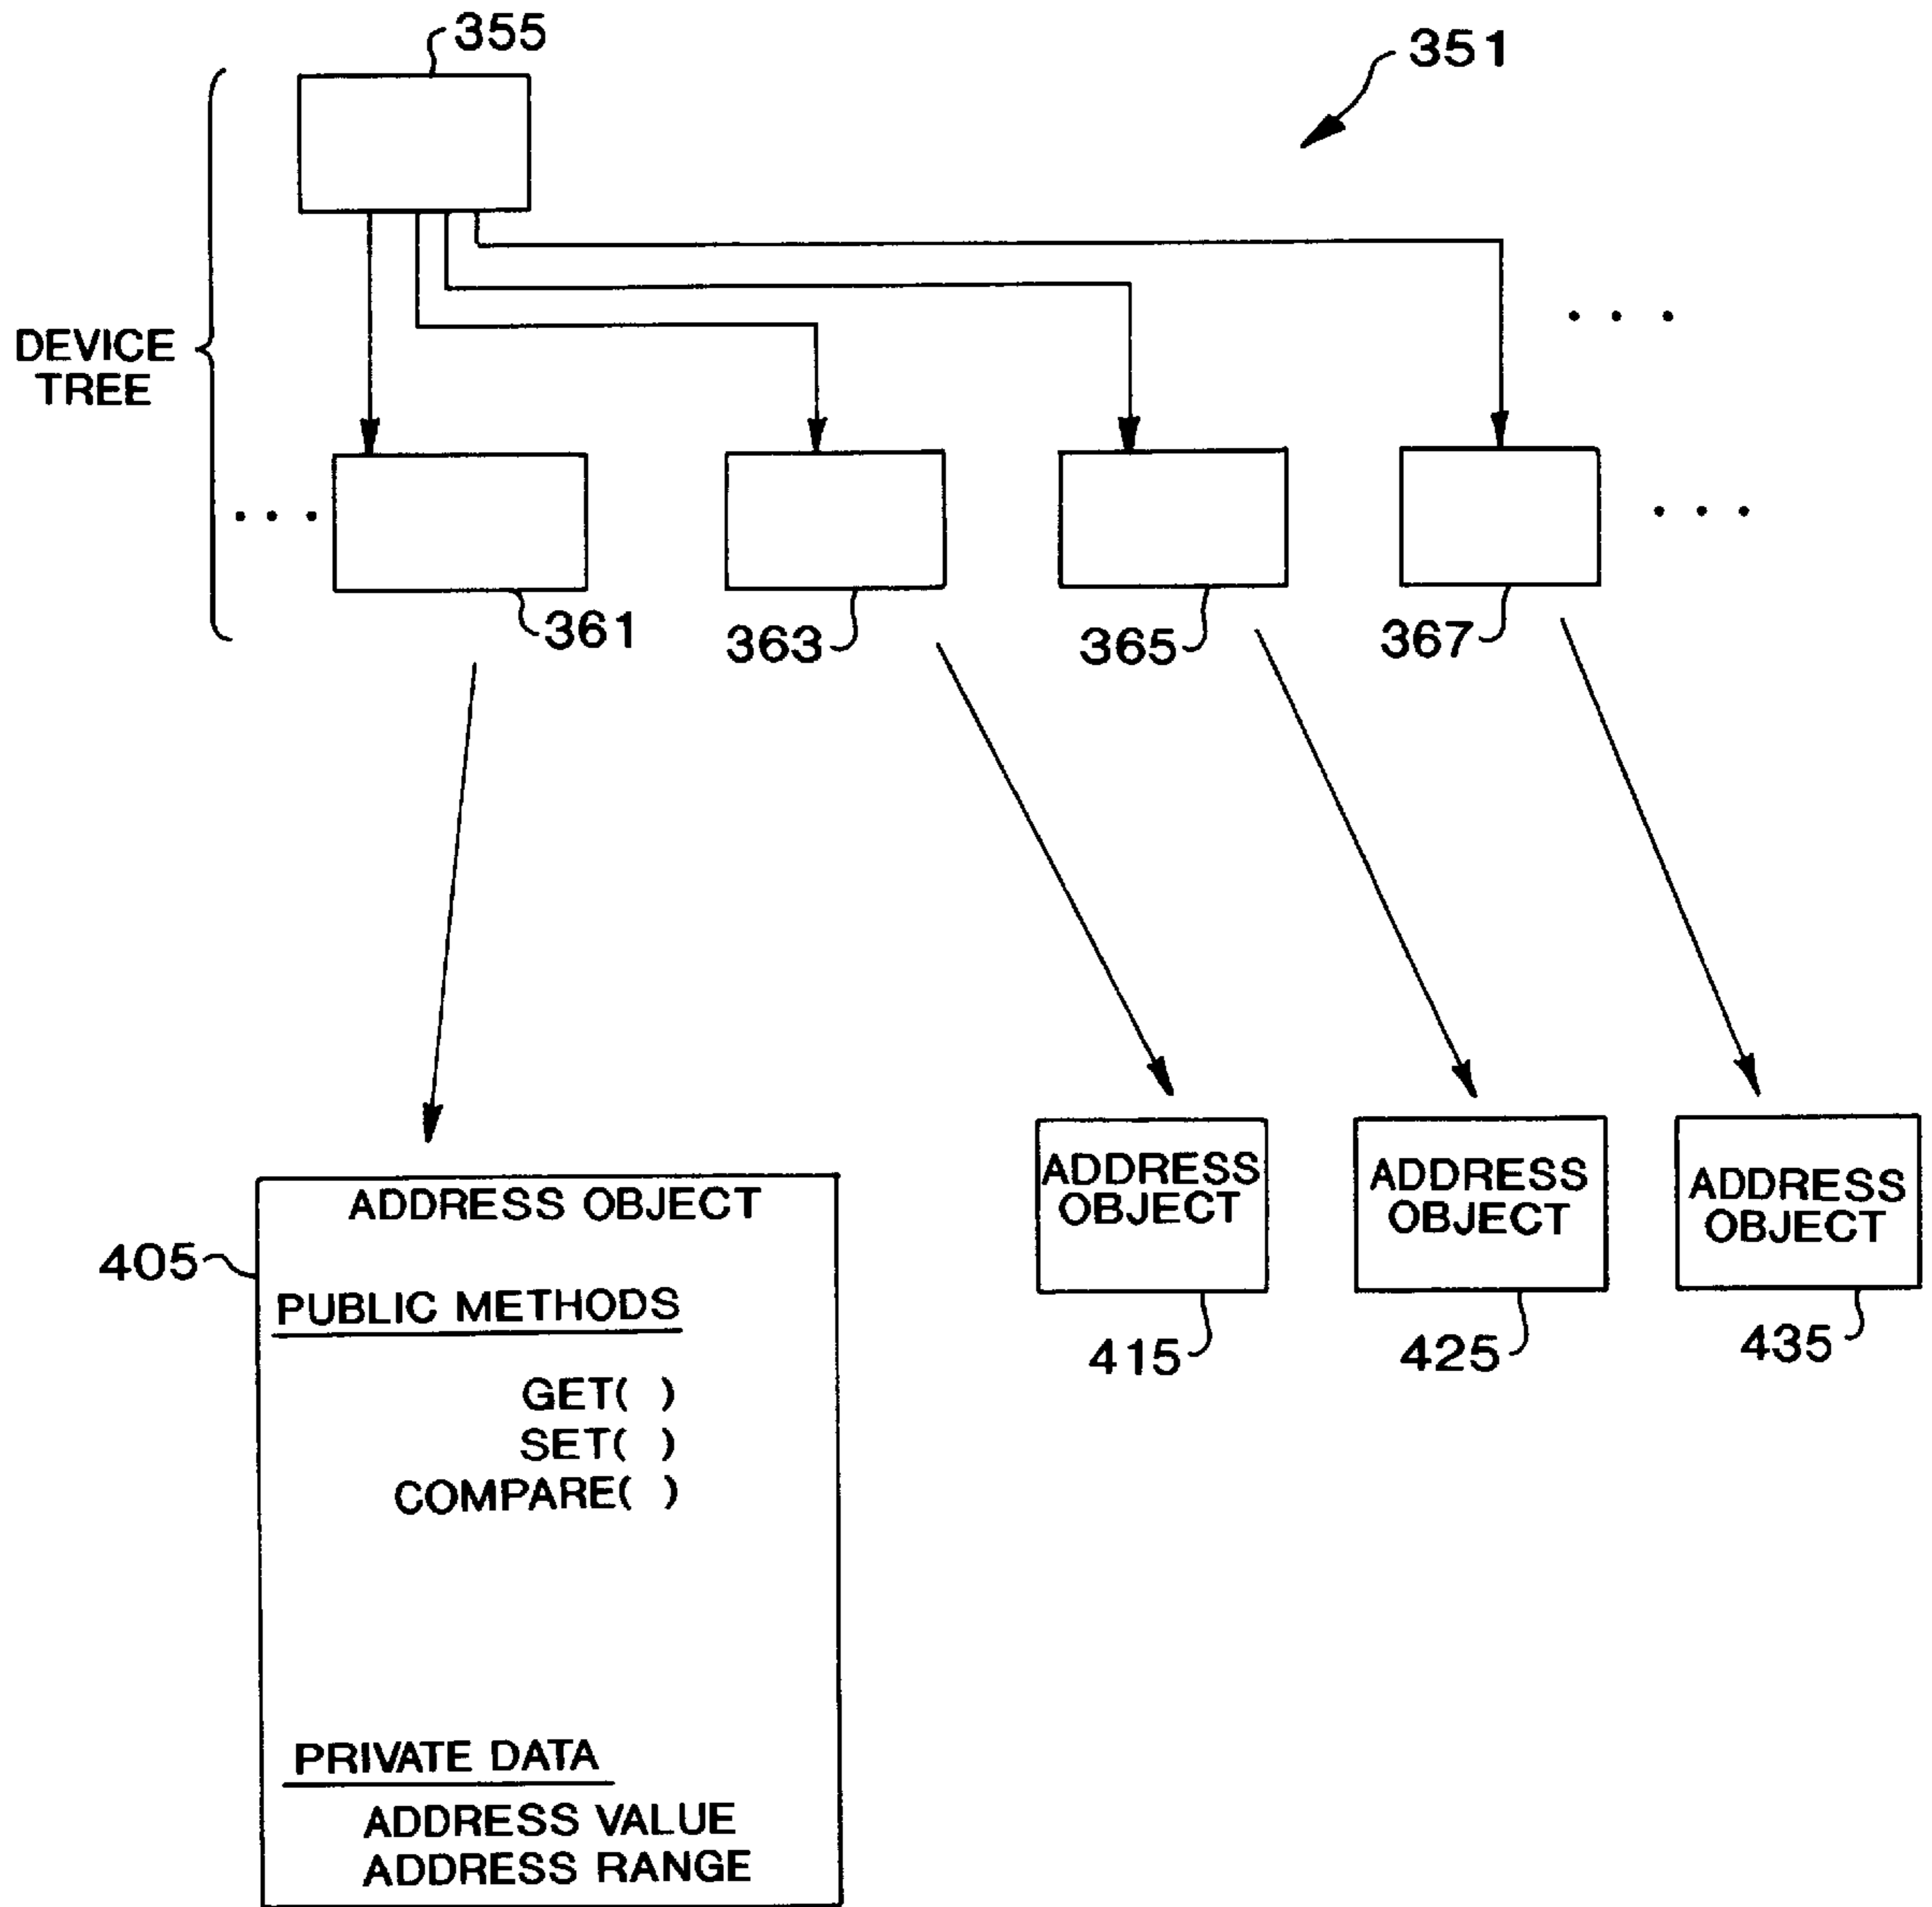 355
351
DEVICE
TREE
361
363
365
367
ADDRESS OBJECT
405
PUBLIC METHODS
GET( )
SET( )
COMPARE( )
PRIVATE DATA
ADDRESS VALUE
ADDRESS RANGE
ADDRESS
OBJECT
415
ADDRESS
OBJECT
425
ADDRESS
OBJECT
435